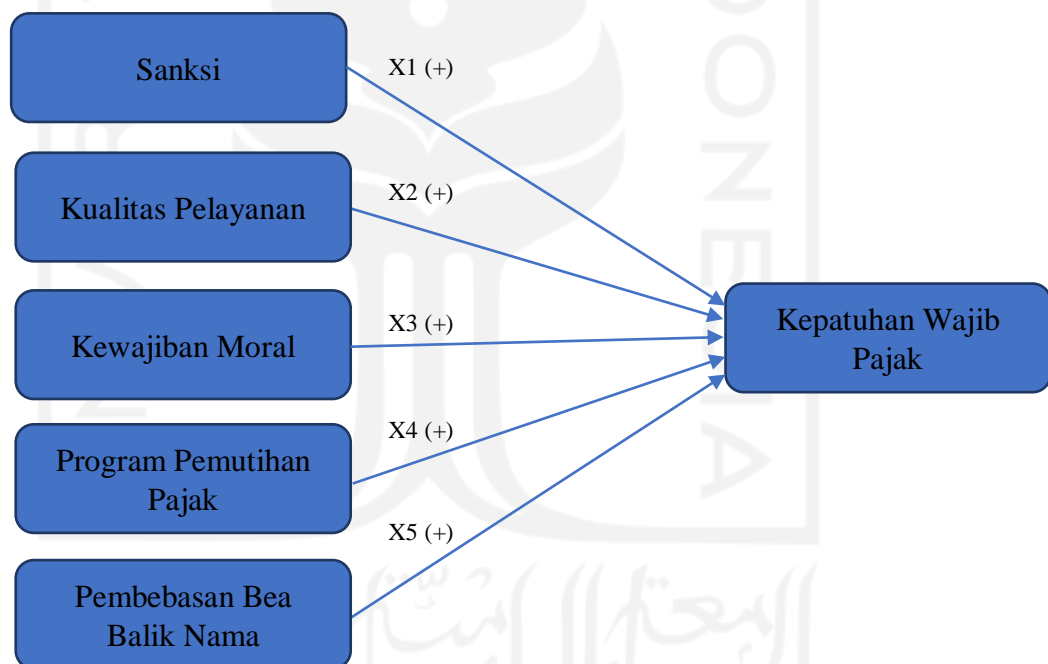 Sanksi
X1 (+)
Kualitas Pelayanan
X2 (+)
Kewajiban Moral
X3 (+)
Program Pemutihan
Pajak
X4 (+)
Pembebasan Bea
Balik Nama
X5 (+)
Kepatuhan Wajib
Pajak